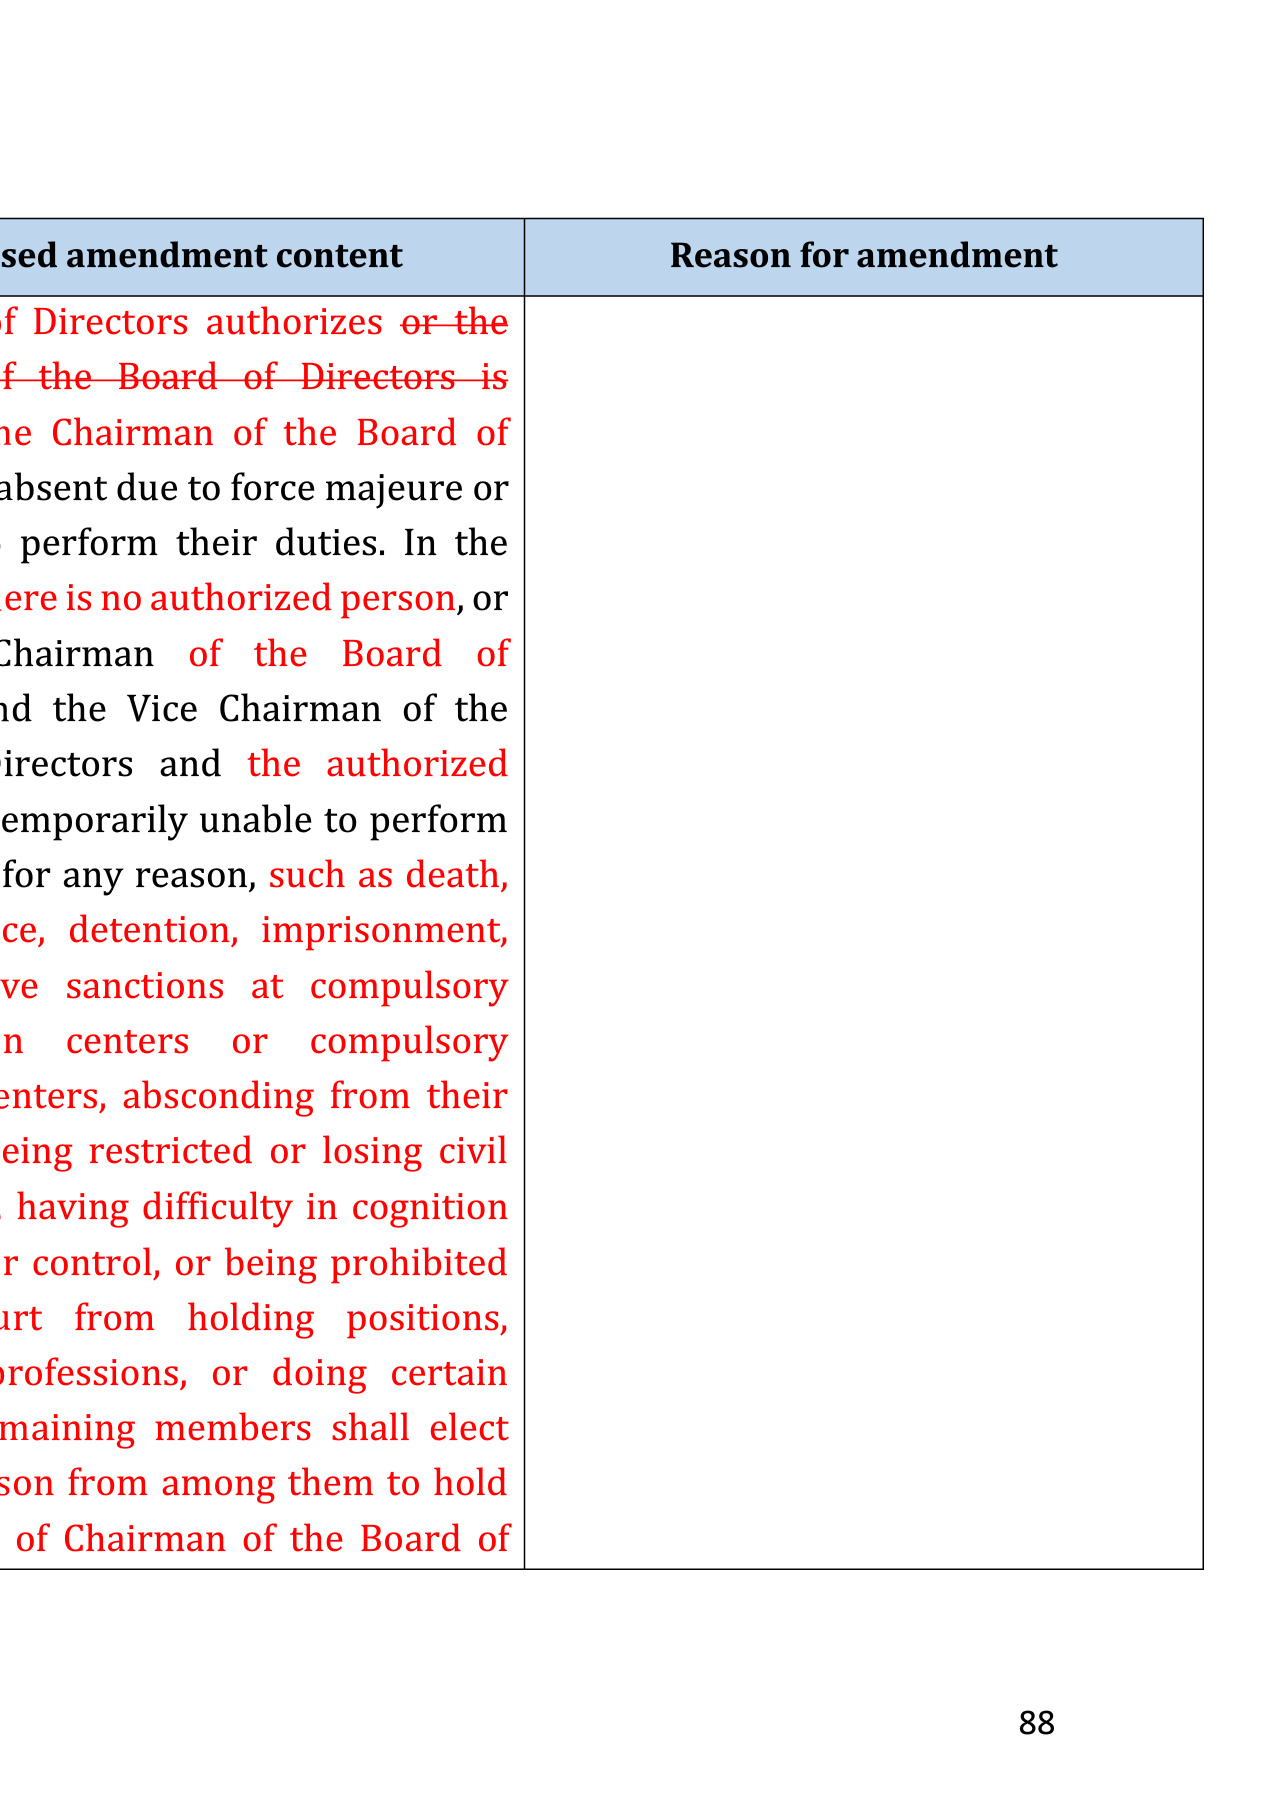 sed amendment content Reason for amendment
of Directors authorizes or the
f the Board of Directors is
he Chairman of the Board of
absent due to force majeure or
perform their duties. In the
ere is no authorized person, or
Chairman of the Board of
nd the Vice Chairman of the
Directors and the authorized
emporarily unable to perform
for any reason, such as death,
ce, detention, imprisonment,
ve sanctions at compulsory
n centers or compulsory
enters, absconding from their
eing restricted or losing civil
, having difficulty in cognition
r control, or being prohibited
urt from holding positions,
professions, or doing certain
maining members shall elect
son from among them to hold
of Chairman of the Board of
88